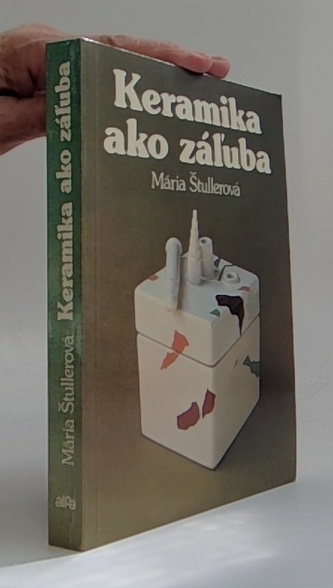 Keramika
ako záľuba
Mária Štullerová
Mária Štullerová Keramika ako záľuba
alfa